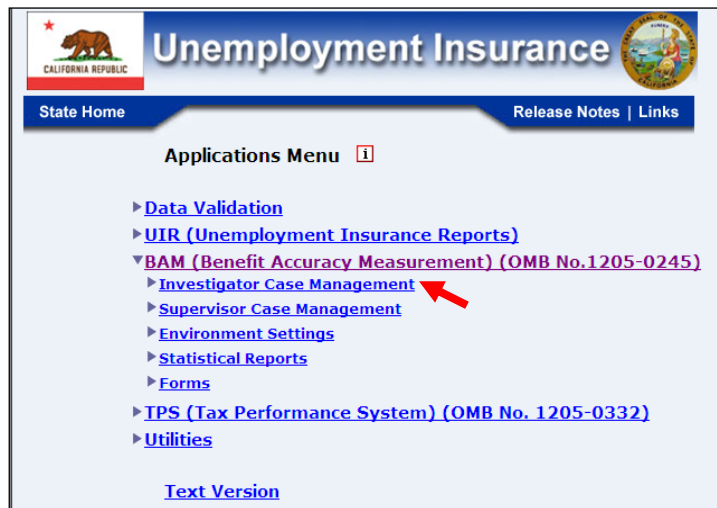 CALIFORNIA REPUBLIC
Unemployment Insurance
State Home
Release Notes | Links
Applications Menu i
Data Validation
UIR (Unemployment Insurance Reports)
BAM (Benefit Accuracy Measurement) (OMB No.1205-0245)
Investigator Case Management
Supervisor Case Management
Environment Settings
Statistical Reports
Forms
TPS (Tax Performance System) (OMB No. 1205-0332)
Utilities
Text Version